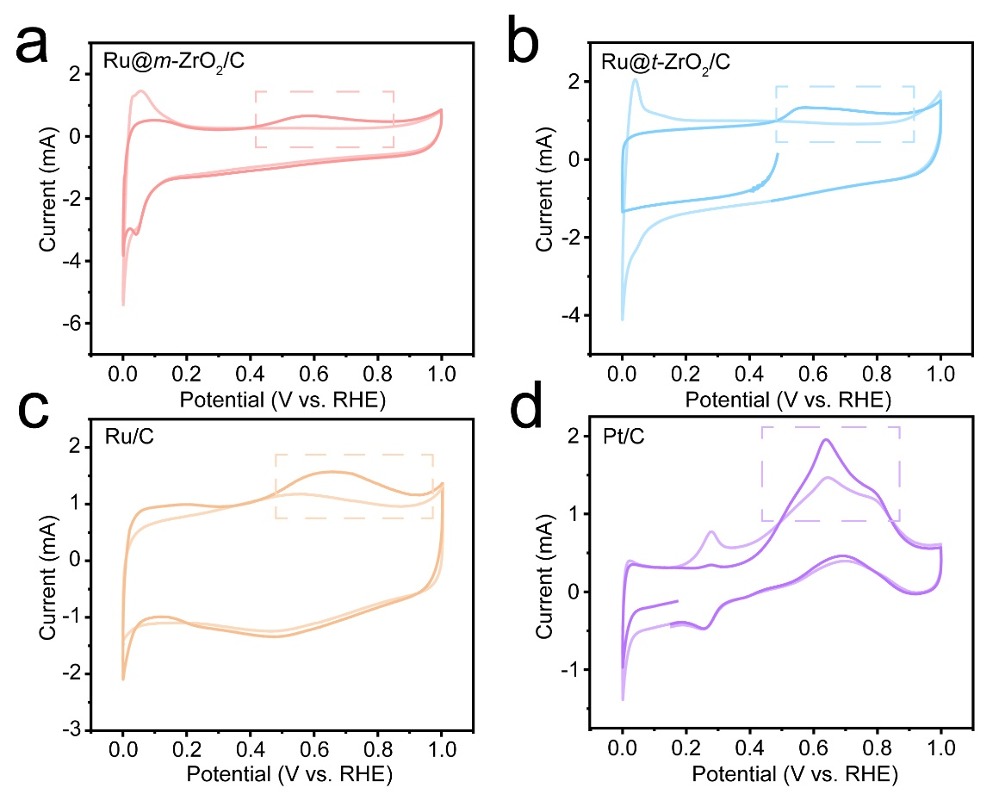 a
Ru@m-ZrO2/C
2
0
-2
-4
-6
Current (mA)
0.0 0.2 0.4 0.6 0.8 1.0
Potential (V vs. RHE)
b
Ru@t-ZrO2/C
2
0
-2
-4
Current (mA)
0.0 0.2 0.4 0.6 0.8 1.0
Potential (V vs. RHE)
c
Ru/C
2
1
0
-1
-2
-3
Current (mA)
0.0 0.2 0.4 0.6 0.8 1.0
Potential (V vs. RHE)
d
Pt/C
2
1
0
-1
Current (mA)
0.0 0.2 0.4 0.6 0.8 1.0
Potential (V vs. RHE)